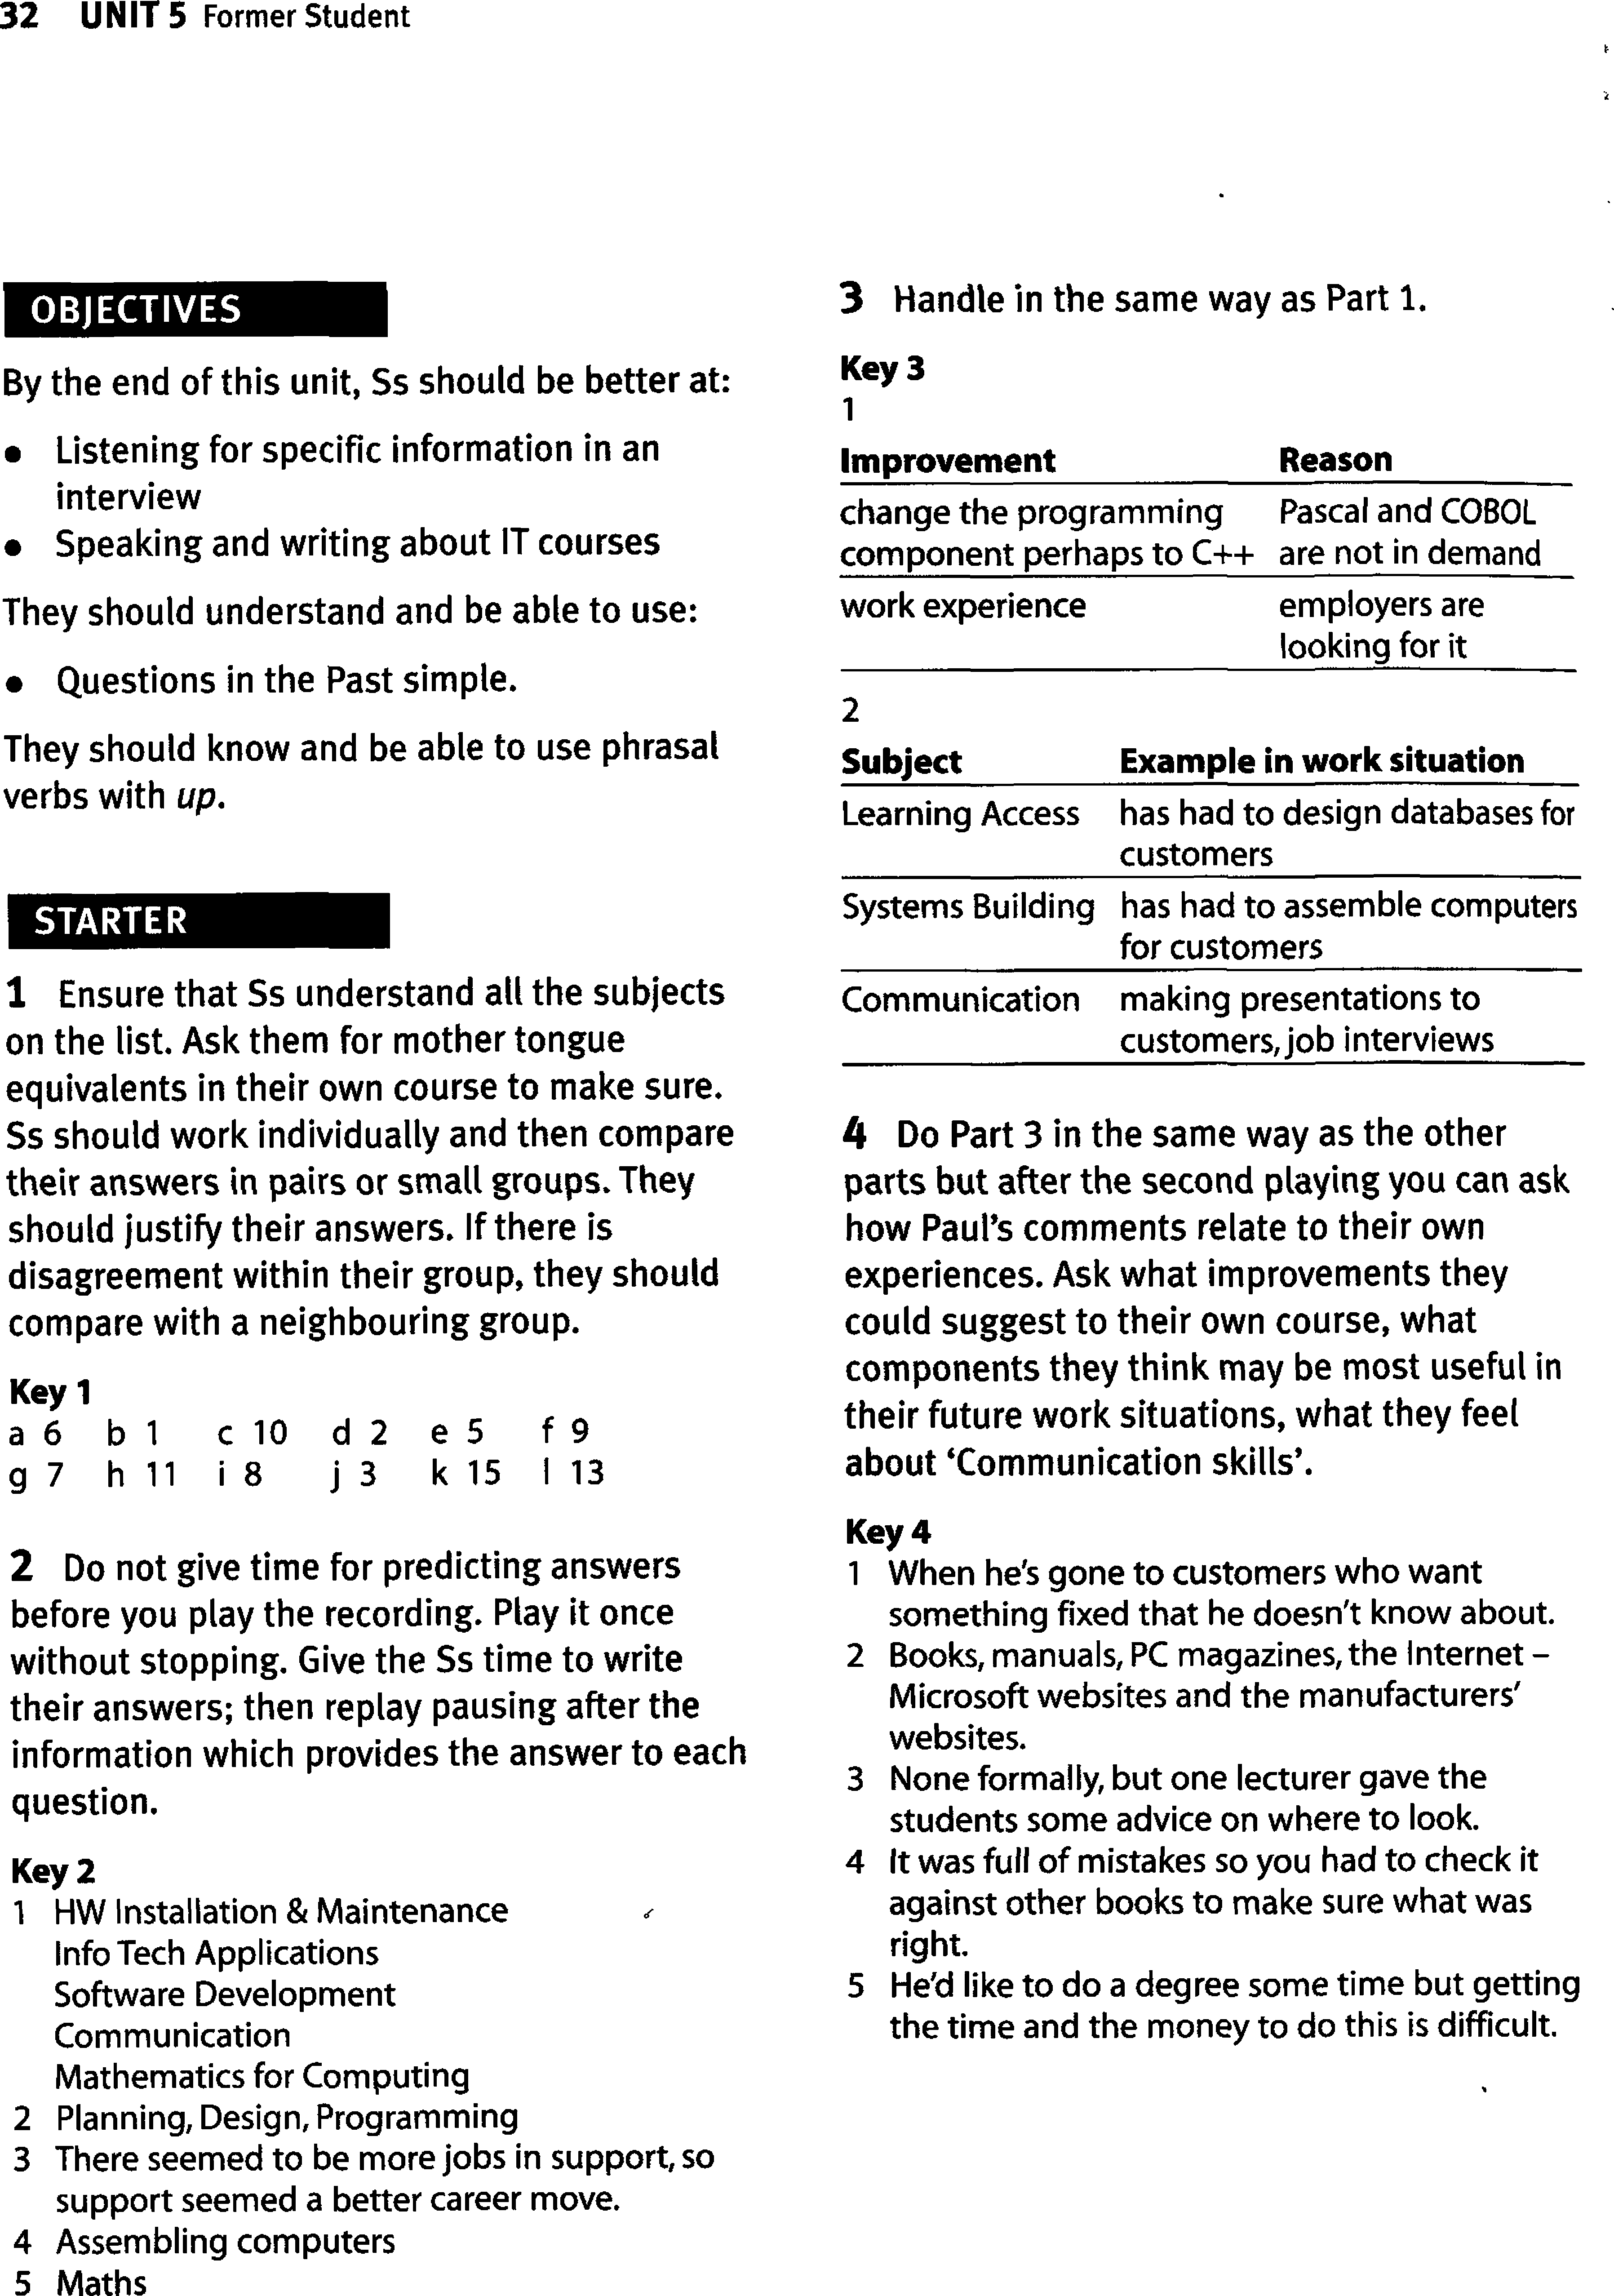 32 UNIT 5 Former Student
OBJECTIVES
By the end of this unit, Ss should be better at:
• Listening for specific information in an
interview
• Speaking and writing about IT courses
They should understand and be able to use:
• Questions in the Past simple.
They should know and be able to use phrasal
verbs with up.
STARTER
1 Ensure that Ss understand all the subjects
on the list. Ask them for mother tongue
equivalents in their own course to make sure.
Ss should work individually and then compare
their answers in pairs or small groups. They
should justify their answers. If there is
disagreement within their group, they should
compare with a neighbouring group.
Key 1
a 6 b 1 c 10 d 2 e 5 f 9
g 7 h 11 i 8 j 3 k 15 l 13
2 Do not give time for predicting answers
before you play the recording. Play it once
without stopping. Give the Ss time to write
their answers; then replay pausing after the
information which provides the answer to each
question.
Key 2
1 HW Installation & Maintenance
Info Tech Applications
Software Development
Communication
Mathematics for Computing
2 Planning, Design, Programming
3 There seemed to be more jobs in support, so
support seemed a better career move.
4 Assembling computers
5 Maths
3 Handle in the same way as Part 1.
Key 3
1
Improvement Reason
change the programming Pascal and COBOL
component perhaps to C++ are not in demand
work experience employers are
looking for it
2
Subject Example in work situation
Learning Access has had to design databases for
customers
Systems Building has had to assemble computers
for customers
Communication making presentations to
customers, job interviews
4 Do Part 3 in the same way as the other
parts but after the second playing you can ask
how Paul's comments relate to their own
experiences. Ask what improvements they
could suggest to their own course, what
components they think may be most useful in
their future work situations, what they feel
about ‘Communication skills’.
Key 4
1 When he's gone to customers who want
something fixed that he doesn't know about.
2 Books, manuals, PC magazines, the Internet –
Microsoft websites and the manufacturers'
websites.
3 None formally, but one lecturer gave the
students some advice on where to look.
4 It was full of mistakes so you had to check it
against other books to make sure what was
right.
5 He'd like to do a degree some time but getting
the time and the money to do this is difficult.